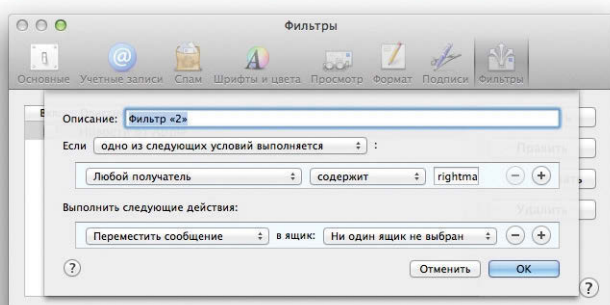 Фильтры
Основные Учетные записи Спам Шрифты и цвета Просмотр Формат Подписи Фильтры
Описание: Фильтр «2»
Если одно из следующих условий выполняется :
Любой получатель содержит rightma
Править
Выполнить следующие действия:
Удалить
Переместить сообщение в ящик: Ни один ящик не выбран
? Отменить OK
?